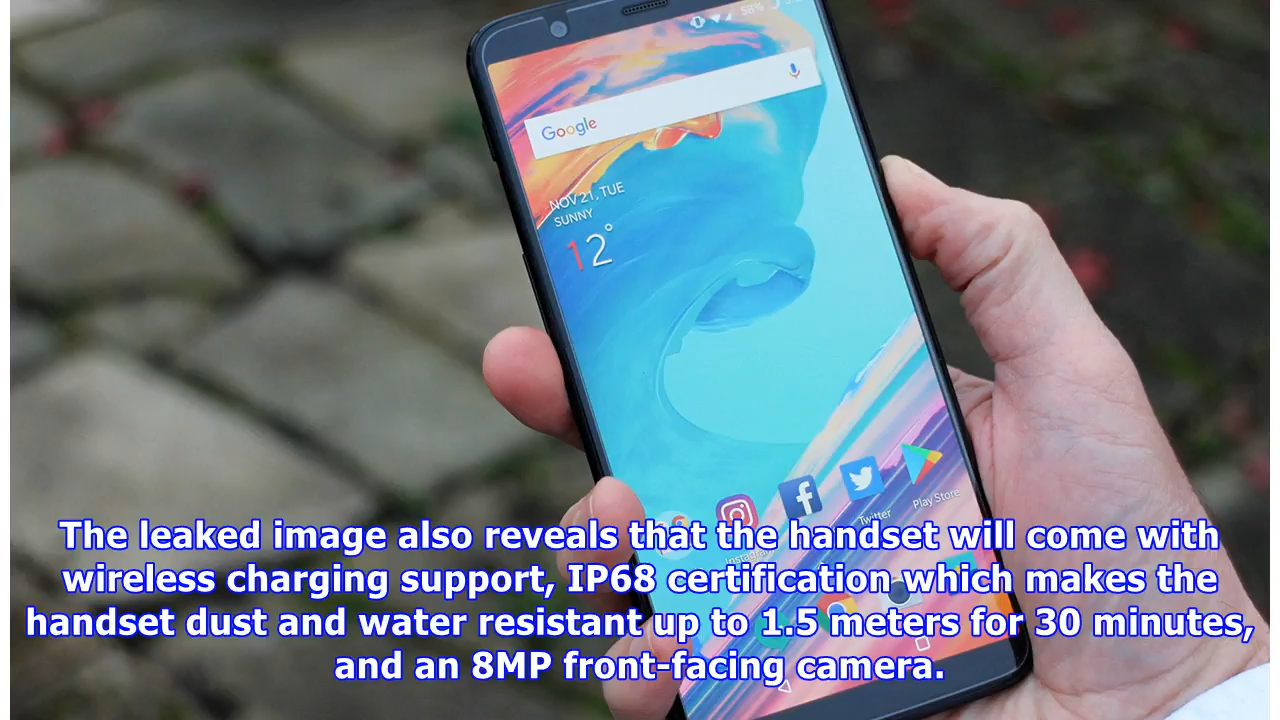 58%
Google
NOV 21, TUE
SUNNY
12°
Play Store
Twitter
The leaked image also reveals that the handset will come with
wireless charging support, IP68 certification which makes the
handset dust and water resistant up to 1.5 meters for 30 minutes,
and an 8MP front-facing camera.